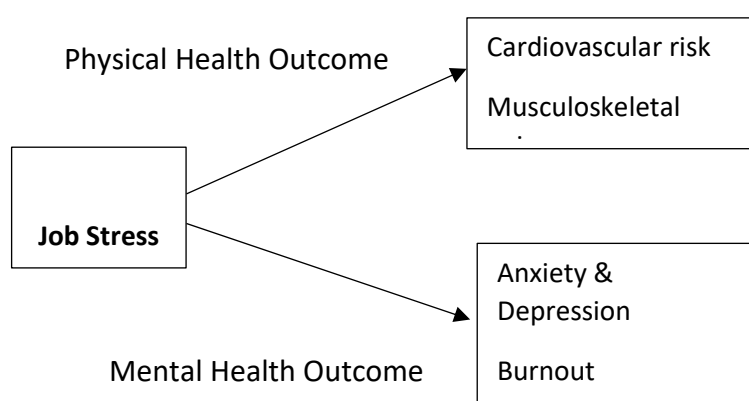 Physical Health Outcome
Cardiovascular risk
Musculoskeletal
Job Stress
Anxiety &
Depression
Burnout
Mental Health Outcome